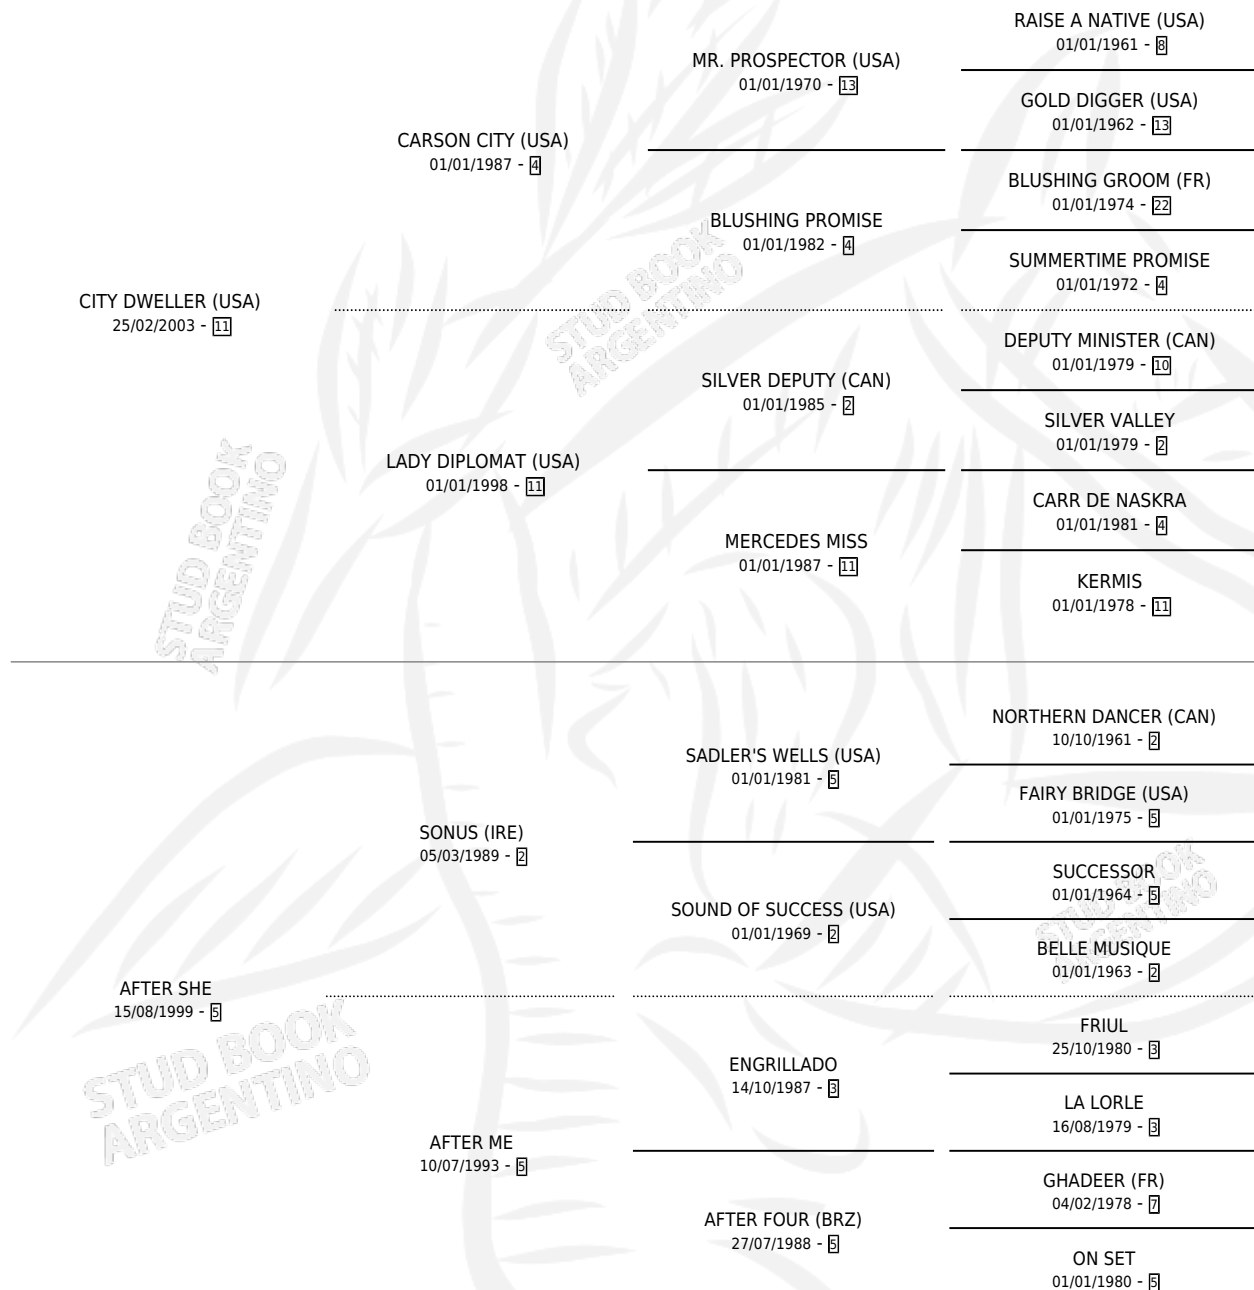 RAISE A NATIVE (USA)
01/01/1961 - 8
MR. PROSPECTOR (USA)
01/01/1970 - 13
GOLD DIGGER (USA)
01/01/1962 - 13
CARSON CITY (USA)
01/01/1987 - 4
BLUSHING GROOM (FR)
01/01/1974 - 22
BLUSHING PROMISE
01/01/1982 - 4
SUMMERTIME PROMISE
01/01/1972 - 4
CITY DWELLER (USA)
25/02/2003 - 11
DEPUTY MINISTER (CAN)
01/01/1979 - 10
SILVER DEPUTY (CAN)
01/01/1985 - 2
SILVER VALLEY
01/01/1979 - 2
LADY DIPLOMAT (USA)
01/01/1998 - 11
CARR DE NASKRA
01/01/1981 - 4
MERCEDES MISS
01/01/1987 - 11
KERMIS
01/01/1978 - 11
NORTHERN DANCER (CAN)
10/10/1961 - 2
SADLER'S WELLS (USA)
01/01/1981 - 5
FAIRY BRIDGE (USA)
01/01/1975 - 5
SONUS (IRE)
05/03/1989 - 2
SUCCESSOR
01/01/1964 - 5
SOUND OF SUCCESS (USA)
01/01/1969 - 2
BELLE MUSIQUE
01/01/1963 - 2
AFTER SHE
15/08/1999 - 5
FRIUL
25/10/1980 - 3
ENGRILLADO
14/10/1987 - 3
LA LORLE
16/08/1979 - 3
AFTER ME
10/07/1993 - 5
GHADEER (FR)
04/02/1978 - 7
AFTER FOUR (BRZ)
27/07/1988 - 5
ON SET
01/01/1980 - 5
STUD BOOK
ARGENTINO
STUD BOOK
ARGENTINO
STUD BOOK
ARGENTINO
STUD BOOK
ARGENTINO